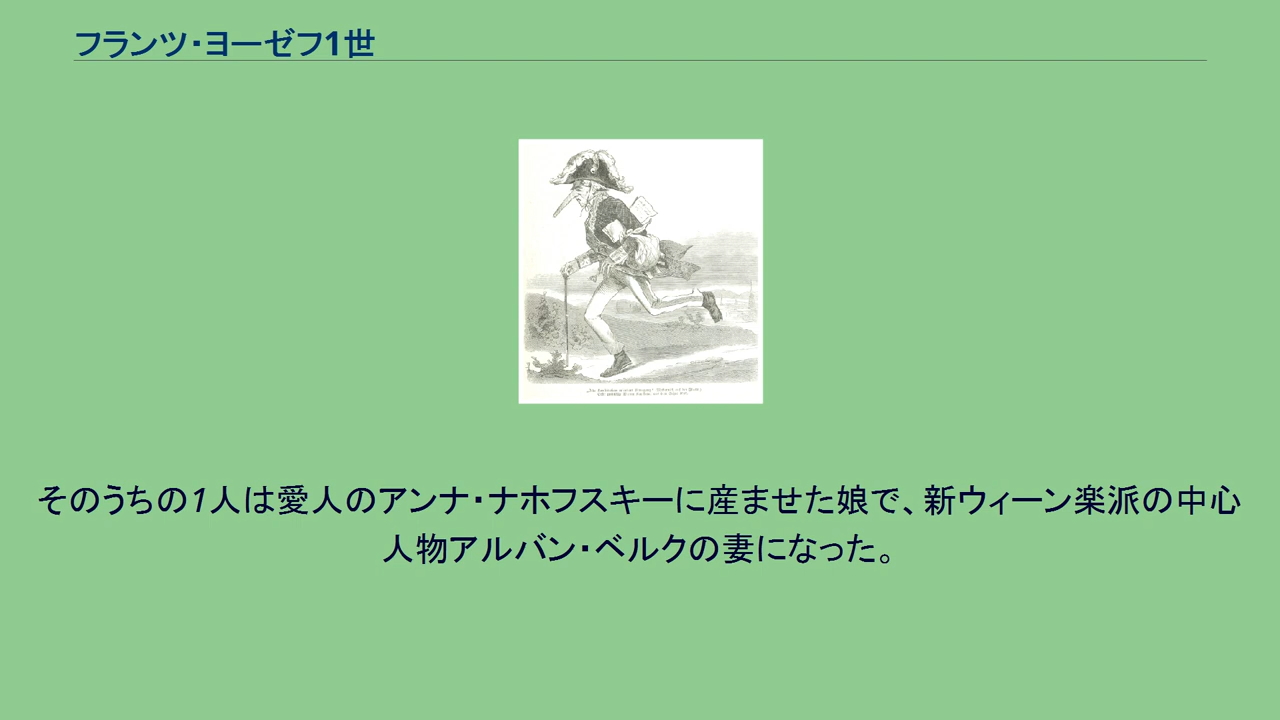 フランツ・ヨーゼフ1世
そのうちの1人は愛人のアンナ・ナホフスキーに産ませた娘で、新ウィーン楽派の中心
人物アルバン・ベルクの妻になった。